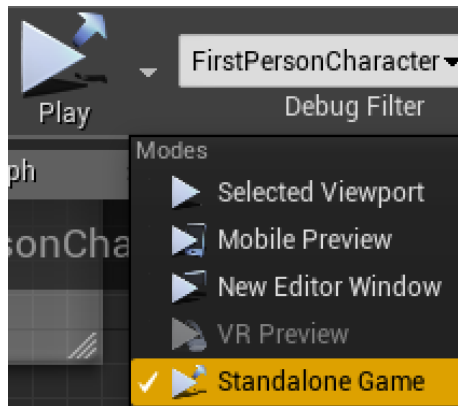 FirstPersonCharacter
Play
Debug Filter
Modes
ph
Selected Viewport
sonCha
Mobile Preview
New Editor Window
VR Preview
Standalone Game